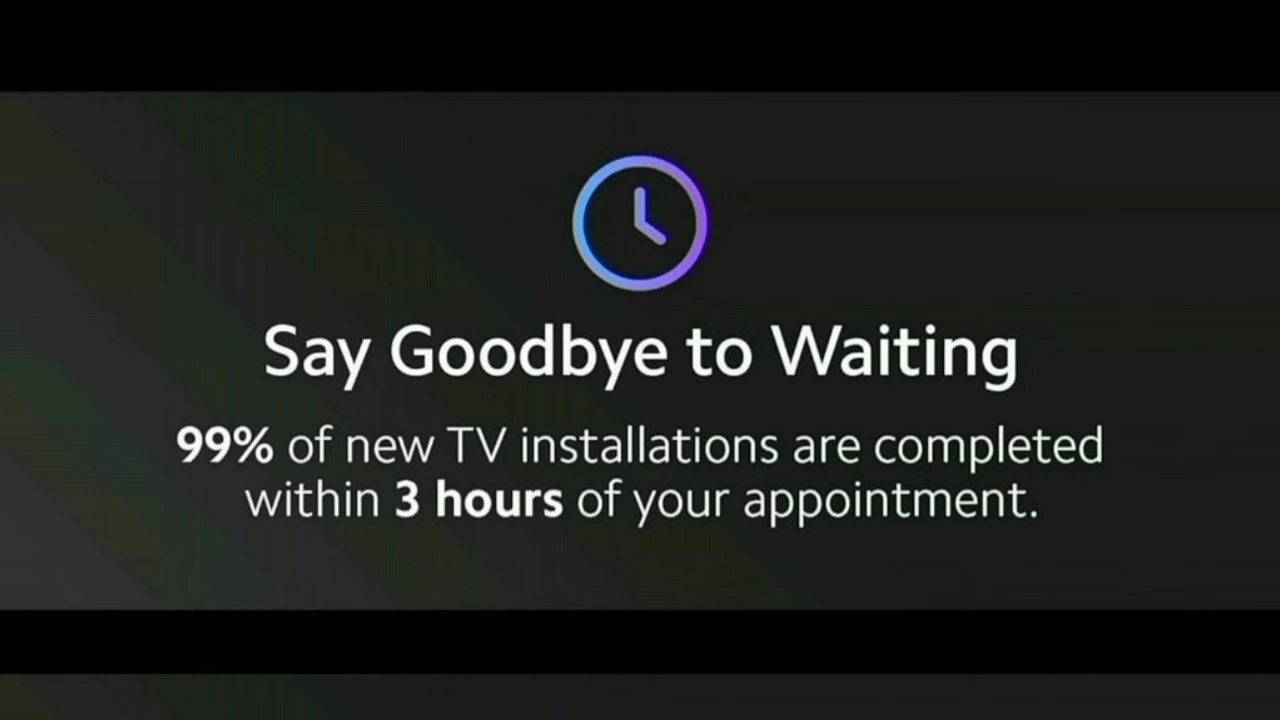 Say Goodbye to Waiting
99% of new TV installations are completed
within 3 hours of your appointment.